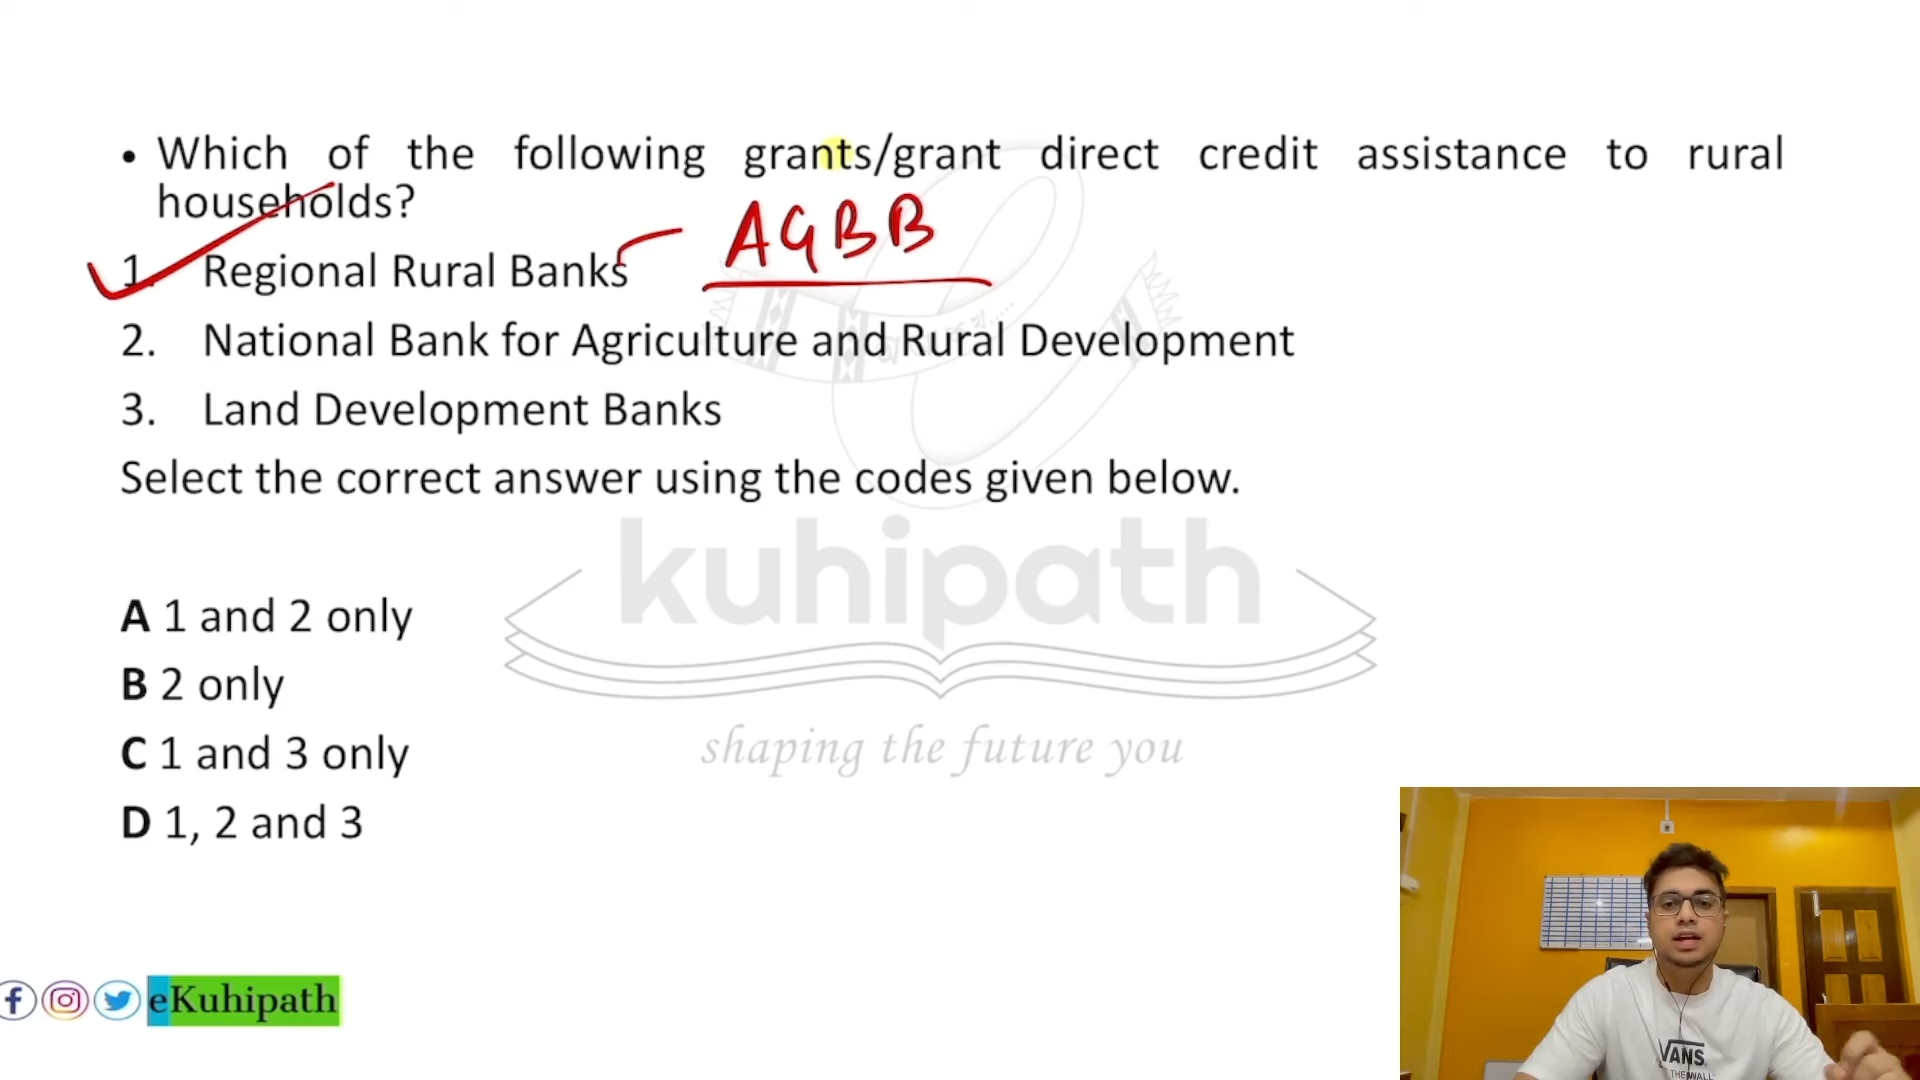 • Which of the following grants/grant direct credit assistance to rural
households?
AGBB
1. Regional Rural Banks
2. National Bank for Agriculture and Rural Development
3. Land Development Banks
Select the correct answer using the codes given below.
kuhipath
A 1 and 2 only
B 2 only
shaping the future you
C 1 and 3 only
D 1, 2 and 3
eKuhipath
VANS
THE WALL